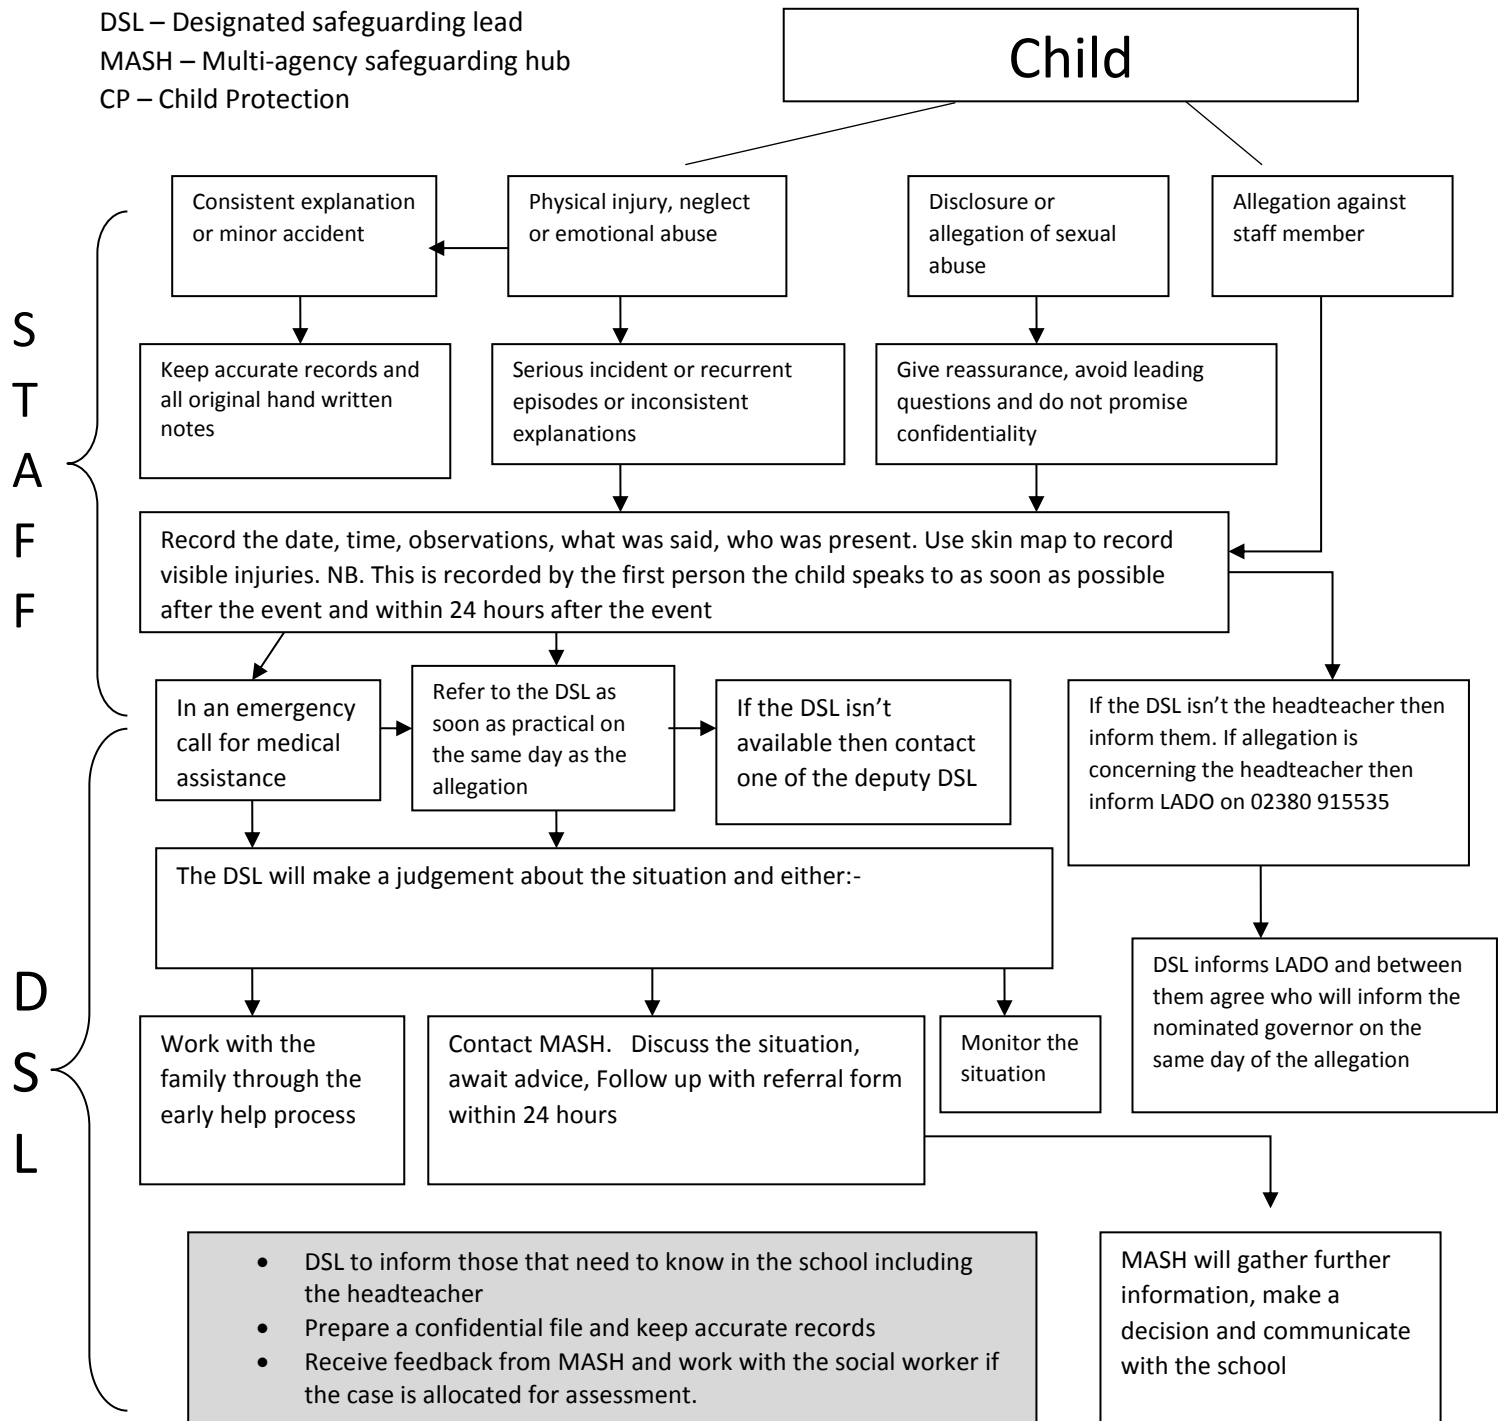 DSL – Designated safeguarding lead
MASH – Multi-agency safeguarding hub
CP – Child Protection
Child
Consistent explanation
or minor accident
Physical injury, neglect
or emotional abuse
Disclosure or
allegation of sexual
abuse
Allegation against
staff member
S
T
A
F
F
Keep accurate records and
all original hand written
notes
Serious incident or recurrent
episodes or inconsistent
explanations
Give reassurance, avoid leading
questions and do not promise
confidentiality
Record the date, time, observations, what was said, who was present. Use skin map to record
visible injuries. NB. This is recorded by the first person the child speaks to as soon as possible
after the event and within 24 hours after the event
In an emergency
call for medical
assistance
Refer to the DSL as
soon as practical on
the same day as the
allegation
If the DSL isn’t
available then contact
one of the deputy DSL
If the DSL isn’t the headteacher then
inform them. If allegation is
concerning the headteacher then
inform LADO on 02380 915535
The DSL will make a judgement about the situation and either:-
DSL informs LADO and between
them agree who will inform the
nominated governor on the
same day of the allegation
D
S
L
Work with the
family through the
early help process
Contact MASH.   Discuss the situation,
await advice, Follow up with referral form
within 24 hours
Monitor the
situation
• DSL to inform those that need to know in the school including
the headteacher
• Prepare a confidential file and keep accurate records
• Receive feedback from MASH and work with the social worker if
the case is allocated for assessment.
MASH will gather further
information, make a
decision and communicate
with the school